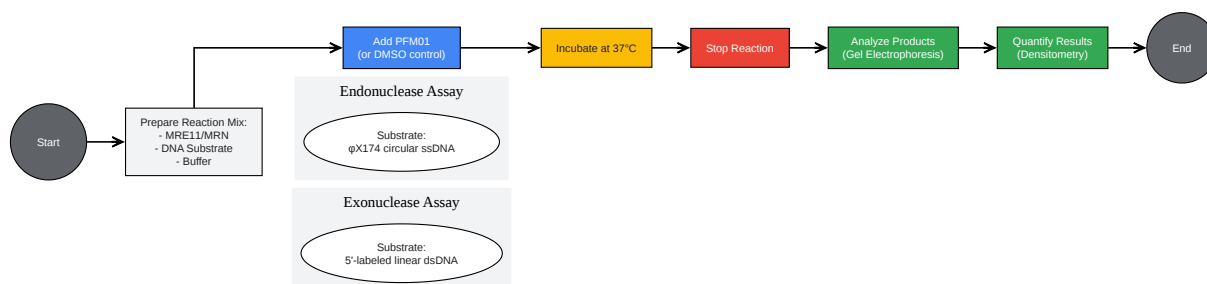 Start
Prepare Reaction Mix:
- MRE11/MRN
- DNA Substrate
- Buffer
Add PFM01
(or DMSO control)
Incubate at 37°C
Stop Reaction
Analyze Products
(Gel Electrophoresis)
Quantify Results
(Densitometry)
End
Endonuclease Assay
Substrate:
φX174 circular ssDNA
Exonuclease Assay
Substrate:
5'-labeled linear dsDNA